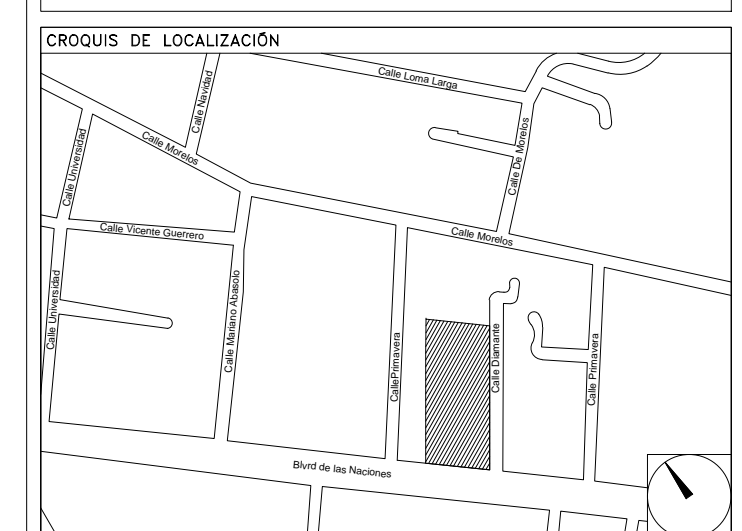 CROQUIS DE LOCALIZACIÓN
Calle Loma Larga
Calle Navidad
Calle De Morelos
Calle Morelos
Calle Universidad
Calle Vicente Guerrero
Calle Morelos
Calle Universidad
Calle Mariano Abasolo
CallePrimavera
Calle Diamante
Calle Primavera
Blvrd de las Naciones